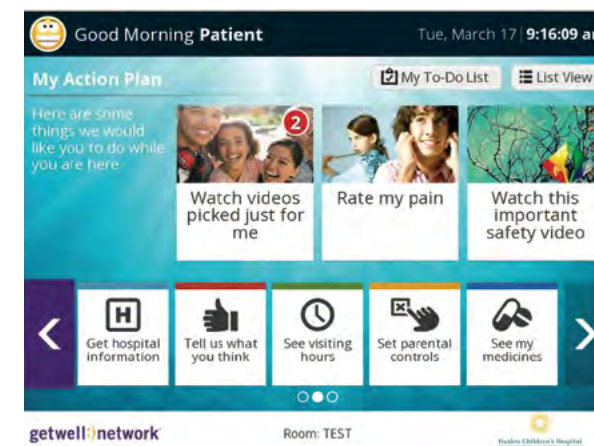 Good Morning Patient
Tue, March 17 9:16:09 a
My Action Plan
My To-Do List
List View
Here are some
things we would
like you to do while
you are here.
2
Watch videos
picked just for
me
Rate my pain
Watch this
important
safety video
H
Get hospital
information
Tell us what
you think
See visiting
hours
Set parental
controls
See my
medicines
getwell:)network
Room: TEST